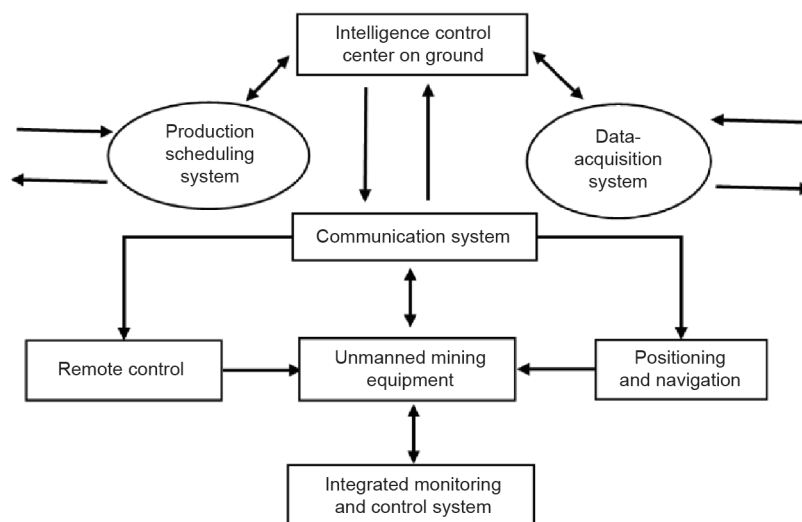 Intelligence control
center on ground
Production
scheduling
system
Data-
acquisition
system
Communication system
Remote control
Unmanned mining
equipment
Positioning
and navigation
Integrated monitoring
and control system